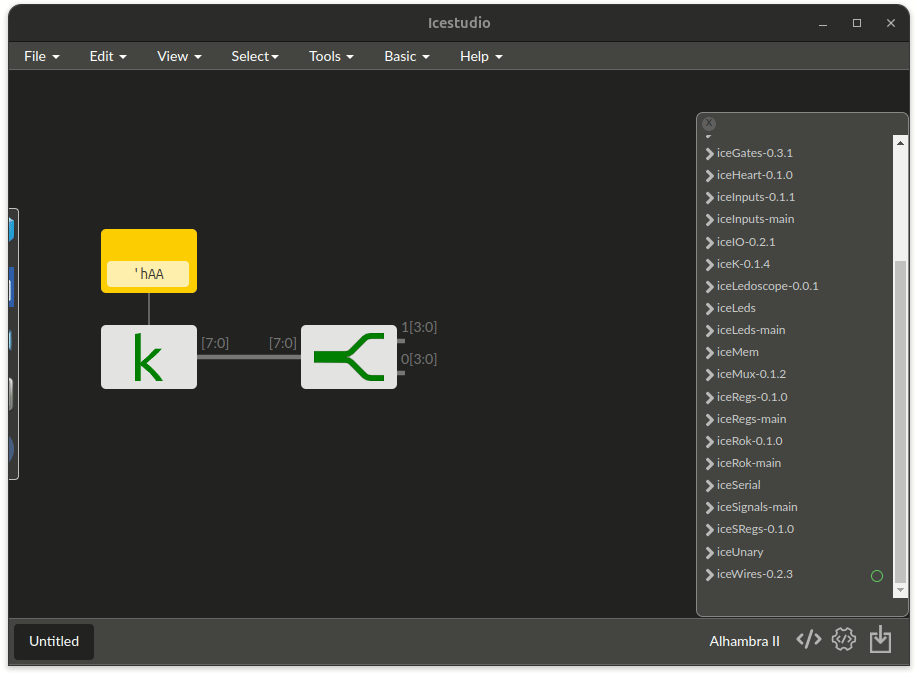 Icestudio
File Edit View Select Tools Basic Help
X
iceGates-0.3.1
iceHeart-0.1.0
iceInputs-0.1.1
iceInputs-main
iceIO-0.2.1
iceK-0.1.4
iceLedoscope-0.0.1
iceLeds
iceLeds-main
iceMem
iceMux-0.1.2
iceRegs-0.1.0
iceRegs-main
iceRok-0.1.0
iceRok-main
iceSerial
iceSignals-main
iceSRegs-0.1.0
iceUnary
iceWires-0.2.3
'hAA
k
[7:0] [7:0]
1[3:0]
0[3:0]
Untitled
Alhambra II </> </>